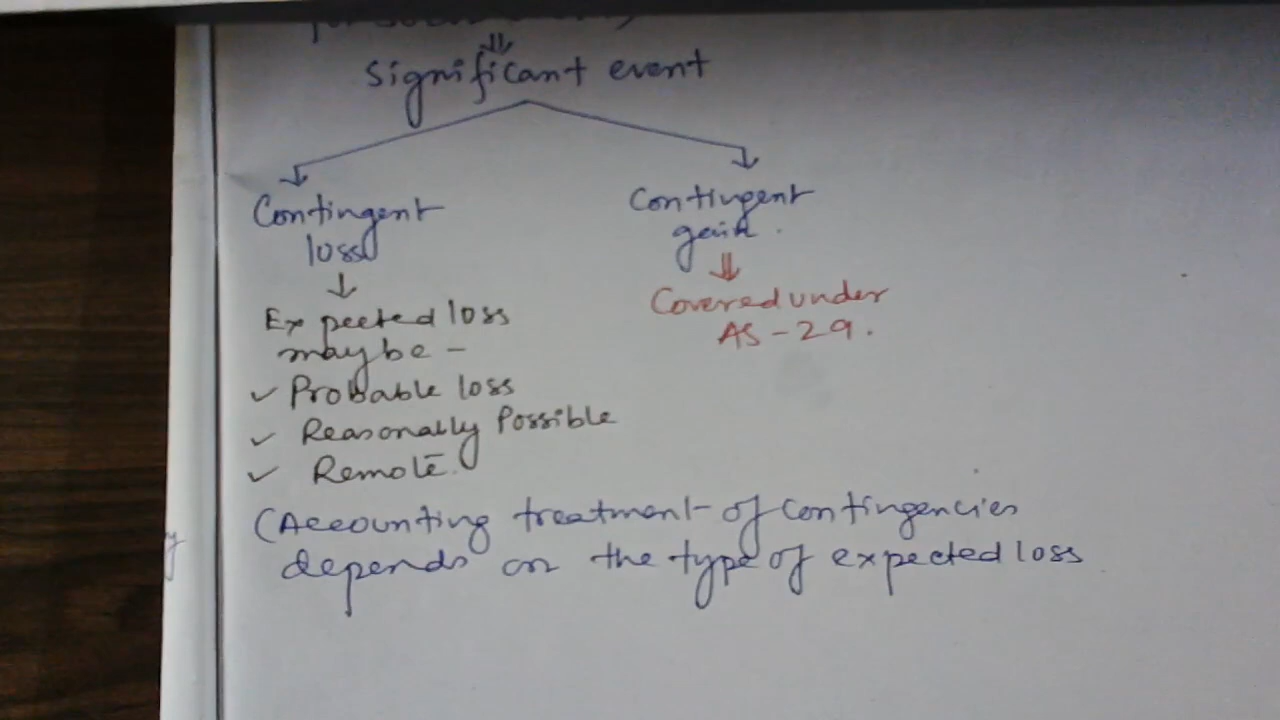 Significant event
Contingent
loss
Contingent
gain.
Covered under
AS-29.
Expected loss
may be -
✓ Probable loss
✓ Reasonally Possible
✓ Remote.
(Accounting treatment of contingencies
depends on the type of expected loss